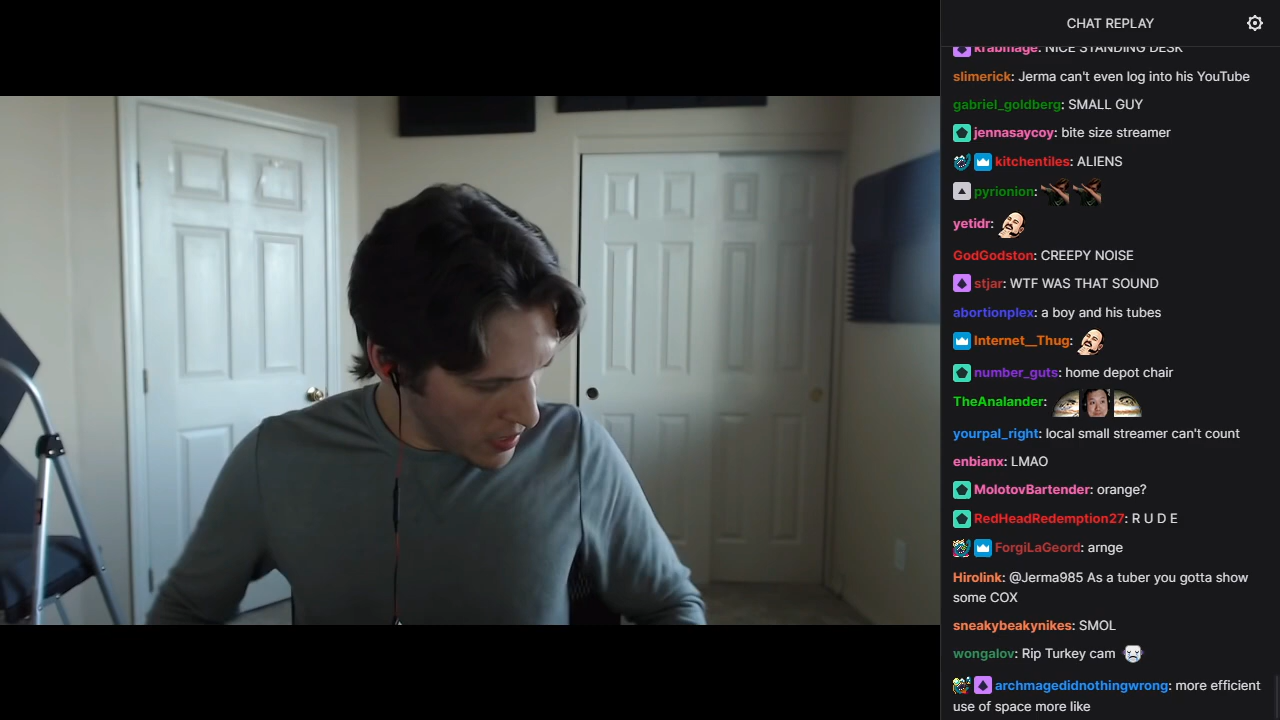 CHAT REPLAY
krabmage: NICE STANDING DESK
slimerick: Jerma can't even log into his YouTube
gabriel_goldberg: SMALL GUY
jennasaycoy: bite size streamer
kitchentiles: ALIENS
pyrionion:
yetidr:
GodGodston: CREEPY NOISE
stjar: WTF WAS THAT SOUND
abortionplex: a boy and his tubes
Internet__Thug:
number_guts: home depot chair
TheAnalander:
yourpal_right: local small streamer can't count
enbianx: LMAO
MolotovBartender: orange?
RedHeadRedemption27: R U D E
ForgiLaGeord: arnge
Hirolink: @Jerma985 As a tuber you gotta show
some COX
sneakybeakynikes: SMOL
wongalov: Rip Turkey cam
archmagedidnothingwrong: more efficient
use of space more like